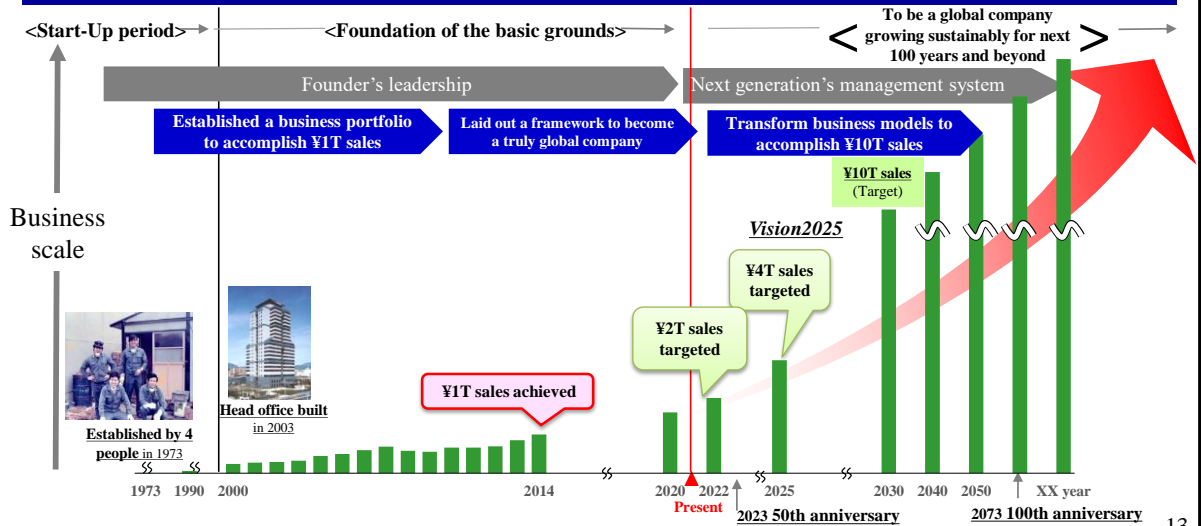 <Start-Up period>
<Foundation of the basic grounds>
< To be a global company >
growing sustainably for next
100 years and beyond
Founder's leadership
Next generation's management system
Established a business portfolio
to accomplish ¥1T sales
Laid out a framework to become
a truly global company
Transform business models to
accomplish ¥10T sales
¥10T sales
(Target)
Business
scale
Vision2025
¥4T sales
targeted
¥2T sales
targeted
¥1T sales achieved
Head office built
in 2003
Established by 4
people in 1973
1973 1990 2000 2014 2020 2022 2025 2030 2040 2050 XX year
Present
2023 50th anniversary
2073 100th anniversary
13